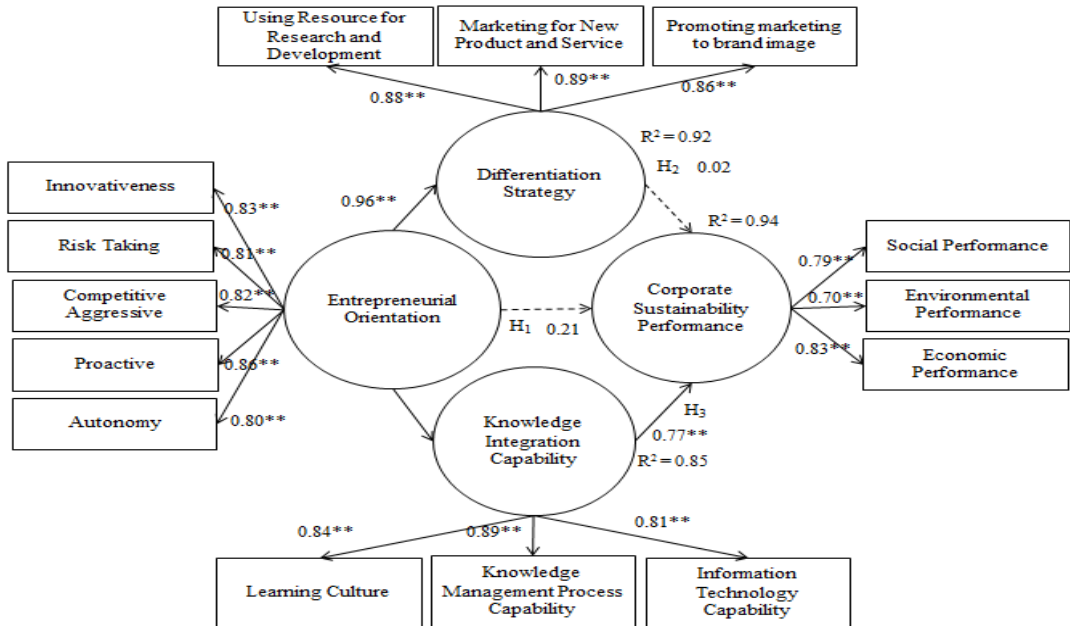 Using Resource for
Research and
Development
Marketing for New
Product and Service
Promoting marketing
to brand image
0.88**
0.89**
0.86**
R² = 0.92
H₂ 0.02
Differentiation
Strategy
0.96**
R² = 0.94
Innovativeness
0.83**
Risk Taking
0.81**
Competitive
Aggressive
0.82**
Proactive
0.86**
Autonomy
0.80**
Entrepreneurial
Orientation
H₁ 0.21
Corporate
Sustainability
Performance
0.79**
Social Performance
0.70**
Environmental
Performance
0.83**
Economic
Performance
Knowledge
Integration
Capability
H₃
0.77**
R² = 0.85
0.84**
0.89**
0.81**
Learning Culture
Knowledge
Management Process
Capability
Information
Technology
Capability